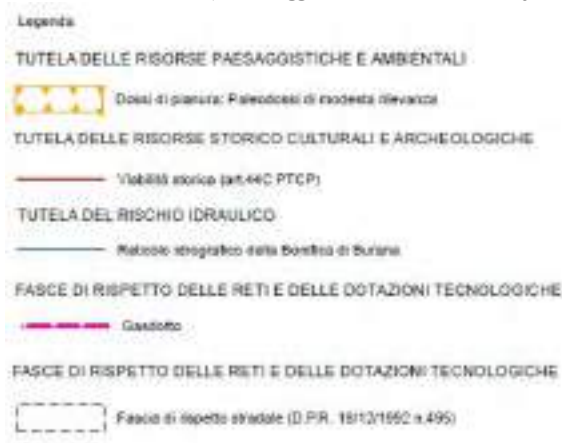 Legenda
TUTELA DELLE RISORSE PAESAGGISTICHE E AMBIENTALI
Dossi di pianura: Paleodossi di modesta rilevanza
TUTELA DELLE RISORSE STORICO CULTURALI E ARCHEOLOGICHE
Viabilità storica (art.44C PTCP)
TUTELA DEL RISCHIO IDRAULICO
Reticolo idrografico della Bonifica di Burana
FASCE DI RISPETTO DELLE RETI E DELLE DOTAZIONI TECNOLOGICHE
Gasdotto
FASCE DI RISPETTO DELLE RETI E DELLE DOTAZIONI TECNOLOGICHE
Fascia di rispetto stradale (D.P.R. 16/12/1992 n.495)